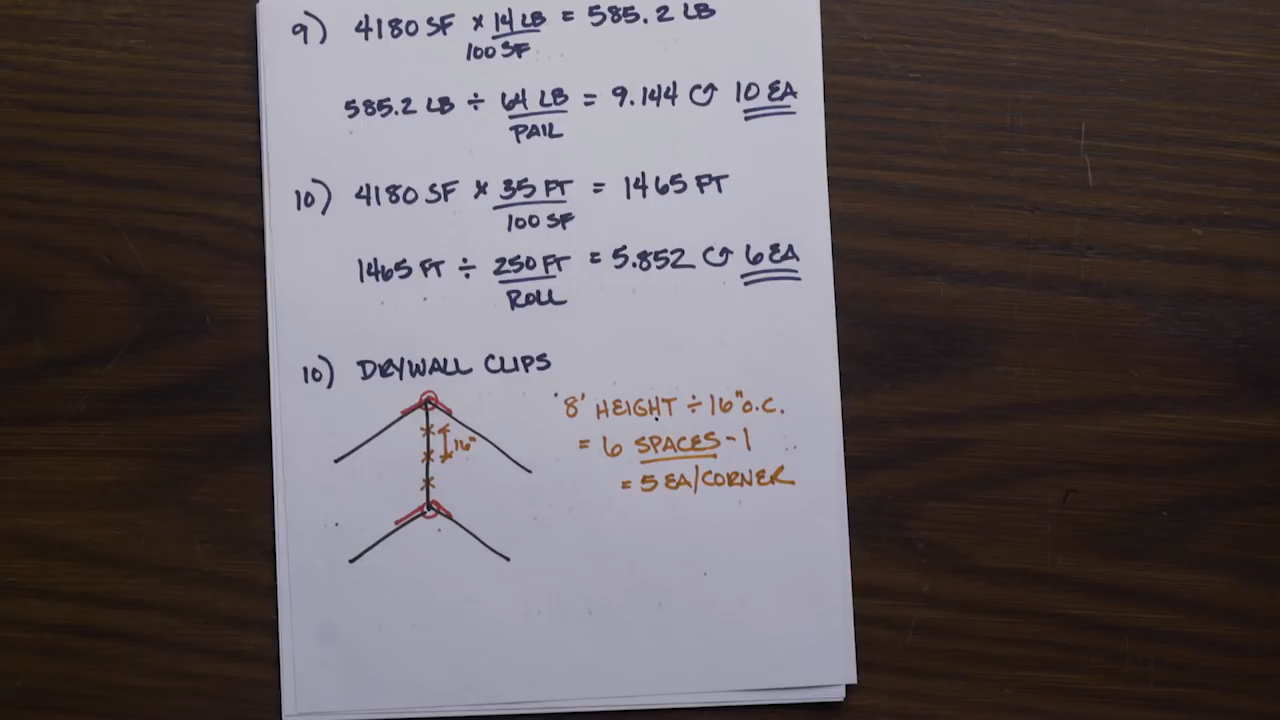 9) 4180 SF × 14 LB = 585.2 LB
100 SF
585.2 LB ÷ 64 LB = 9.144 ↺ 10 EA
PAIL
10) 4180 SF × 35 FT = 1465 FT
100 SF
1465 FT ÷ 250 FT = 5.852 ↺ 6 EA
ROLL
10) DRYWALL CLIPS
16"
8' HEIGHT ÷ 16" O.C.
= 6 SPACES - 1
= 5 EA/CORNER